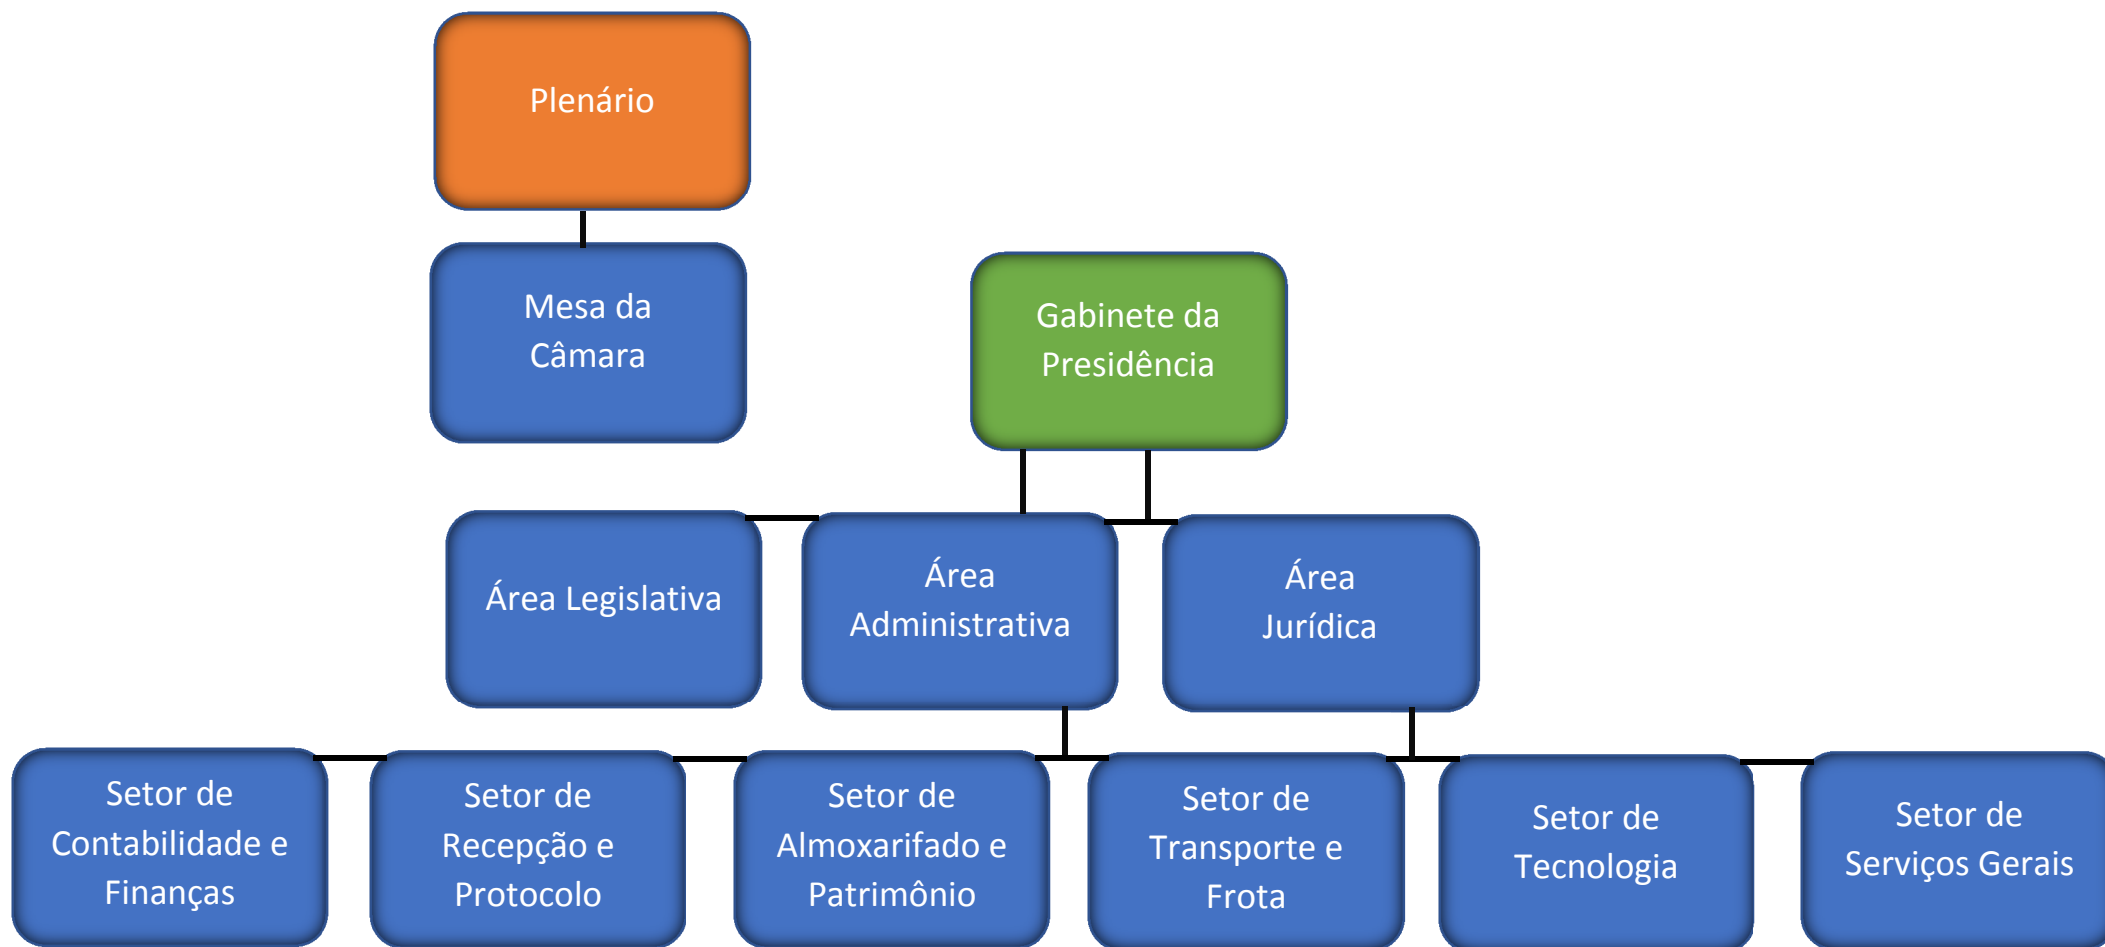 Plenário
Mesa da
Câmara
Gabinete da
Presidência
Área Legislativa
Área
Administrativa
Área
Jurídica
Setor de
Contabilidade e
Finanças
Setor de
Recepção e
Protocolo
Setor de
Almoxarifado e
Patrimônio
Setor de
Transporte e
Frota
Setor de
Tecnologia
Setor de
Serviços Gerais